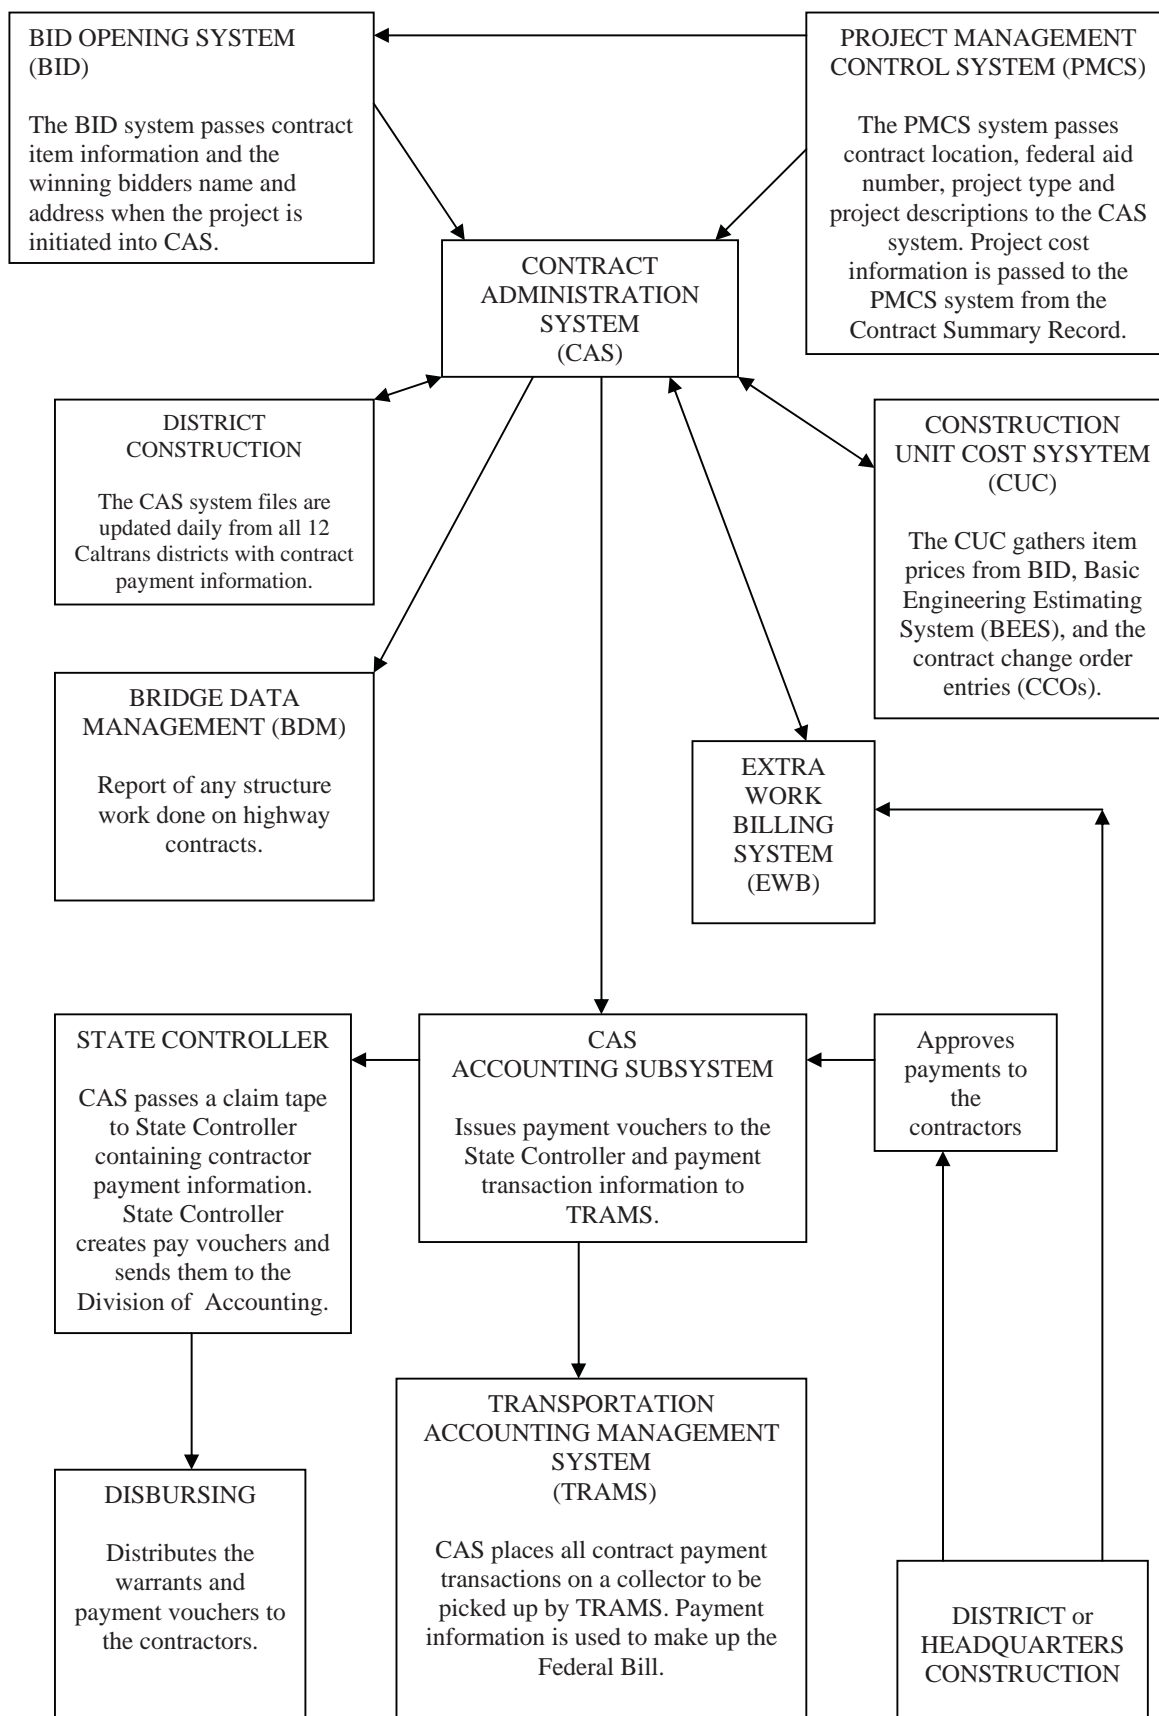 BID OPENING SYSTEM
(BID)
The BID system passes contract
item information and the
winning bidders name and
address when the project is
initiated into CAS.
PROJECT MANAGEMENT
CONTROL SYSTEM (PMCS)
The PMCS system passes
contract location, federal aid
number, project type and
project descriptions to the CAS
system. Project cost
information is passed to the
PMCS system from the
Contract Summary Record.
CONTRACT
ADMINISTRATION
SYSTEM
(CAS)
DISTRICT
CONSTRUCTION
The CAS system files are
updated daily from all 12
Caltrans districts with contract
payment information.
CONSTRUCTION
UNIT COST SYSYTEM
(CUC)
The CUC gathers item
prices from BID, Basic
Engineering Estimating
System (BEES), and the
contract change order
entries (CCOs).
BRIDGE DATA
MANAGEMENT (BDM)
Report of any structure
work done on highway
contracts.
EXTRA
WORK
BILLING
SYSTEM
(EWB)
STATE CONTROLLER
CAS passes a claim tape
to State Controller
containing contractor
payment information.
State Controller
creates pay vouchers and
sends them to the
Division of Accounting.
CAS
ACCOUNTING SUBSYSTEM
Issues payment vouchers to the
State Controller and payment
transaction information to
TRAMS.
Approves
payments to
the
contractors
DISBURSING
Distributes the
warrants and
payment vouchers to
the contractors.
TRANSPORTATION
ACCOUNTING MANAGEMENT
SYSTEM
(TRAMS)
CAS places all contract payment
transactions on a collector to be
picked up by TRAMS. Payment
information is used to make up the
Federal Bill.
DISTRICT or
HEADQUARTERS
CONSTRUCTION